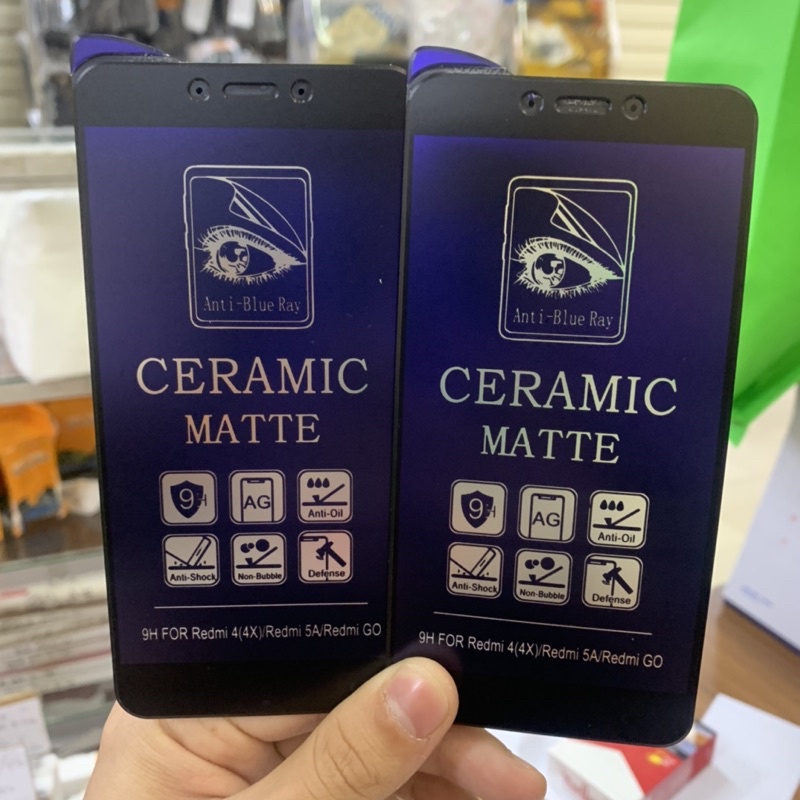 Anti-Blue Ray
CERAMIC
MATTE
9H
AG
Anti-Oil
Anti-Shock
Non-Bubble
Defense
9H FOR Redmi 4(4X)/Redmi 5A/Redmi GO
Anti-Blue Ray
CERAMIC
MATTE
9H
AG
Anti-Oil
Anti-Shock
Non-Bubble
Defense
9H FOR Redmi 4(4X)/Redmi 5A/Redmi GO